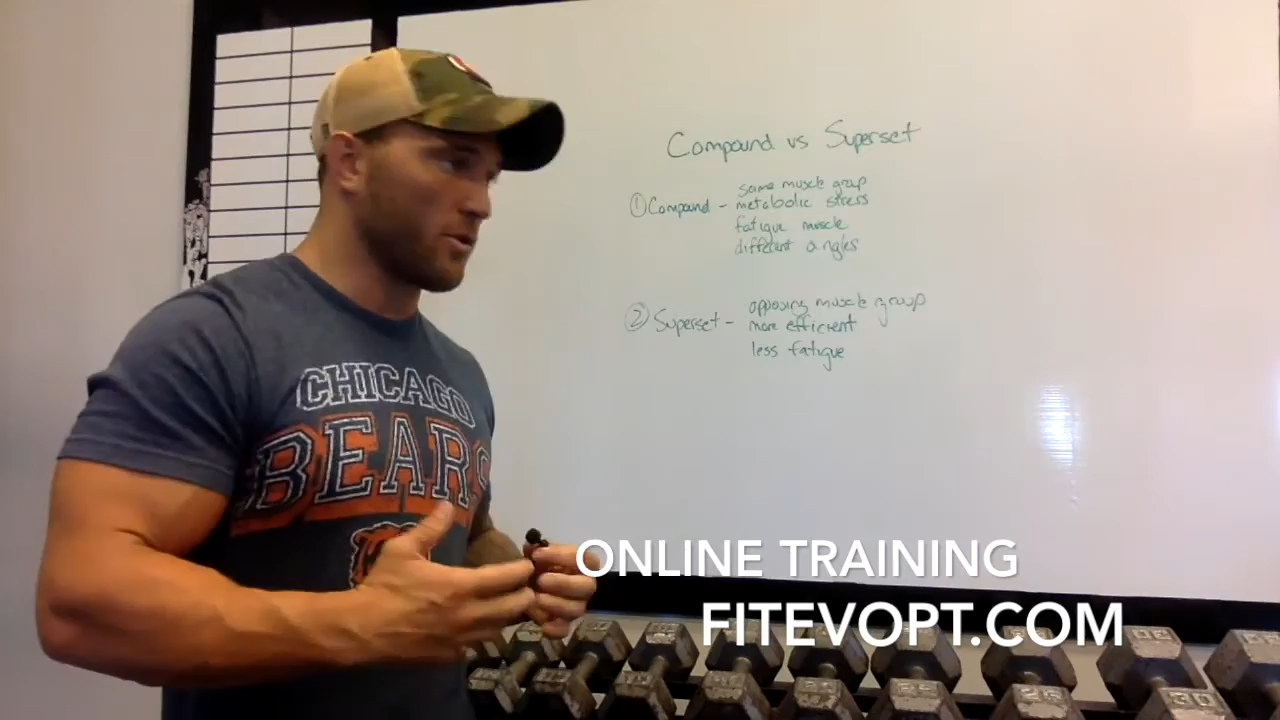 Compound vs Superset
① Compound - same muscle group
metabolic stress
fatigue muscle
different angles
② Superset - opposing muscle group
more efficient
less fatigue
CHICAGO
BEARS
ONLINE TRAINING
FITEVOPT.COM
30